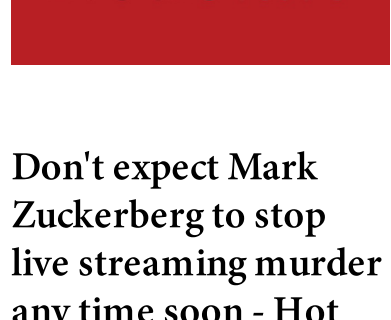 Don't expect Mark
Zuckerberg to stop
live streaming murder
any time soon - Hot